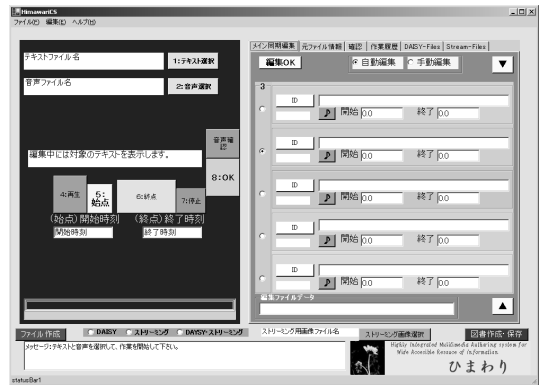 HimawariCS
ファイル(F) 編集(E) ヘルプ(H)
テキストファイル名
1:テキスト選択
音声ファイル名
2:音声選択
音声確認
編集中には対象のテキストを表示します。
8:OK
4:再生
5:始点
6:終点
7:停止
(始点)開始時刻 (終点)終了時刻
開始時刻 終了時刻
メイン同期編集 元ファイル情報 確認 作業履歴 DAISY-Files Stream-Files
編集OK 自動編集 手動編集 ▼
3
ID
♪ 開始 0.0 終了 0.0
ID
♪ 開始 0.0 終了 0.0
ID
♪ 開始 0.0 終了 0.0
ID
♪ 開始 0.0 終了 0.0
ID
♪ 開始 0.0 終了 0.0
編集ファイルデータ
▲
ファイル作成 DAISY ストリーミング DAYSY・ストリーミング ストリーミング用画像ファイル名 ストリーミング画像選択 図書作成・保存
メッセージ:テキストと音声を選択して、作業を開始して下さい。
Highly Integrated Multimedia Authoring system for
Wide Accessible Resouce of Information.
ひまわり
statusBar1